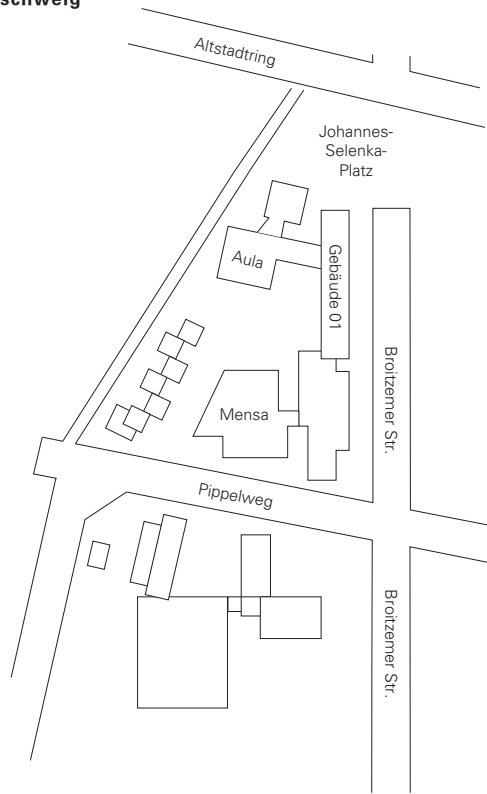 schweig
Altstadtring
Johannes-
Selenka-
Platz
Aula
Gebäude 01
Broitzemer Str.
Mensa
Pippelweg
Broitzemer Str.